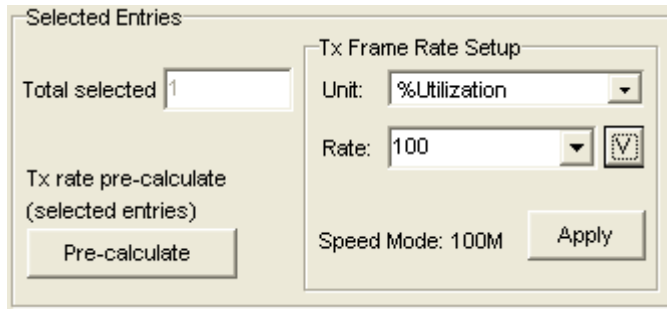 Selected Entries
Total selected 1
Tx rate pre-calculate
(selected entries)
Pre-calculate
Tx Frame Rate Setup
Unit: %Utilization
Rate: 100 V
Speed Mode: 100M Apply